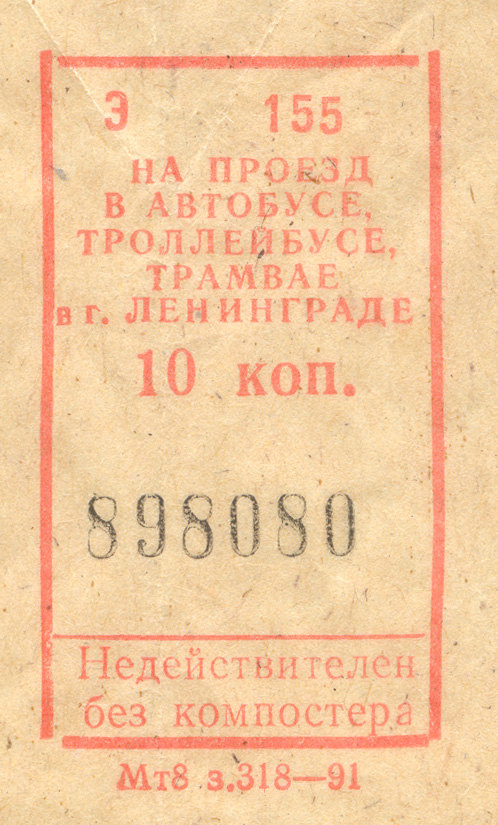 Э 155
НА ПРОЕЗД
В АВТОБУСЕ,
ТРОЛЛЕЙБУСЕ,
ТРАМВАЕ
в г. ЛЕНИНГРАДЕ
10 коп.
898080
Недействителен
без компостера
Мт8 з.318—91